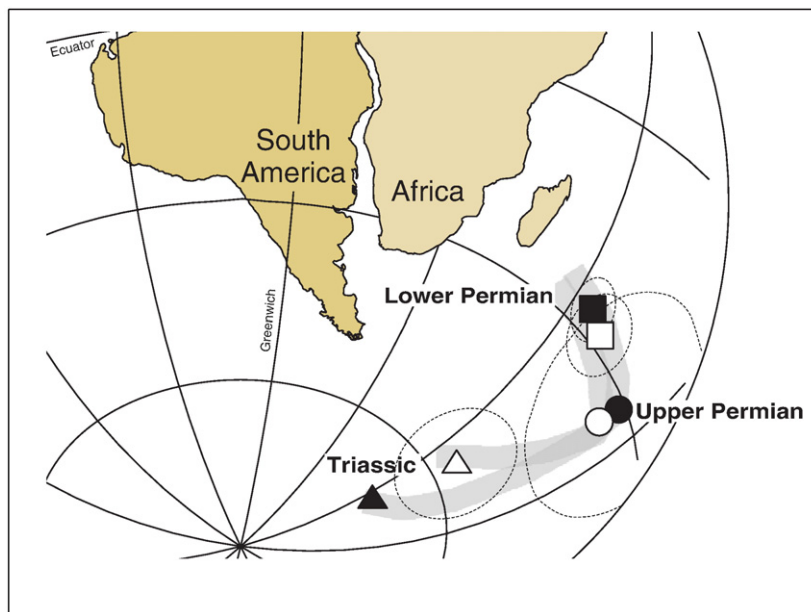 Ecuator
South
America
Africa
Greenwich
Lower Permian
Upper Permian
Triassic